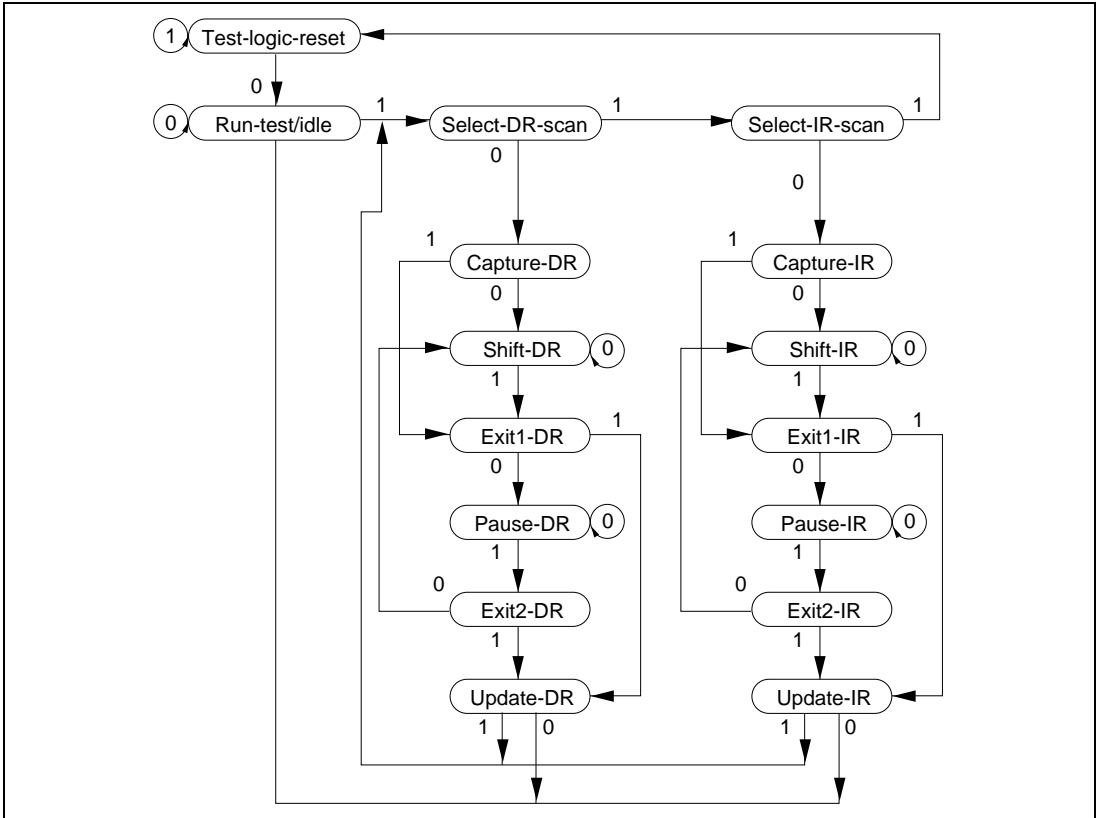 1 Test-logic-reset
0
0 Run-test/idle 1 Select-DR-scan 1 Select-IR-scan 1
0 0
1 1
Capture-DR Capture-IR
0 0
Shift-DR 0 Shift-IR 0
1 1
Exit1-DR 1 Exit1-IR 1
0 0
Pause-DR 0 Pause-IR 0
1 1
0 0
Exit2-DR Exit2-IR
1 1
Update-DR Update-IR
1 0 1 0